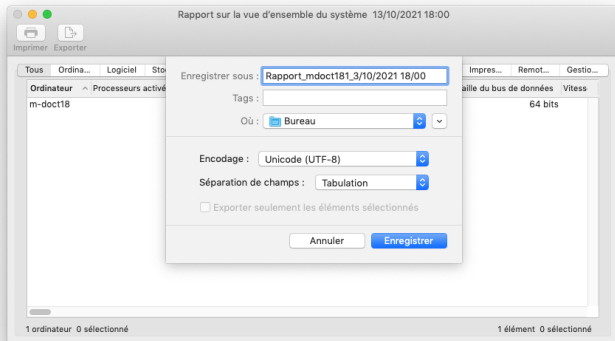 Rapport sur la vue d'ensemble du système 13/10/2021 18:00
Imprimer Exporter
Tous Ordina... Logiciel Impres... Remot... Gestio...
Enregistrer sous : Rapport_mdoct181_3/10/2021 18/00
Tags :
Ordinateur Processeurs activé aille du bus de données Vitess
m-doct18 64 bits
Où : Bureau
Encodage : Unicode (UTF-8)
Séparation de champs : Tabulation
Exporter seulement les éléments sélectionnés
Annuler Enregistrer
1 ordinateur 0 sélectionné 1 élément 0 sélectionné